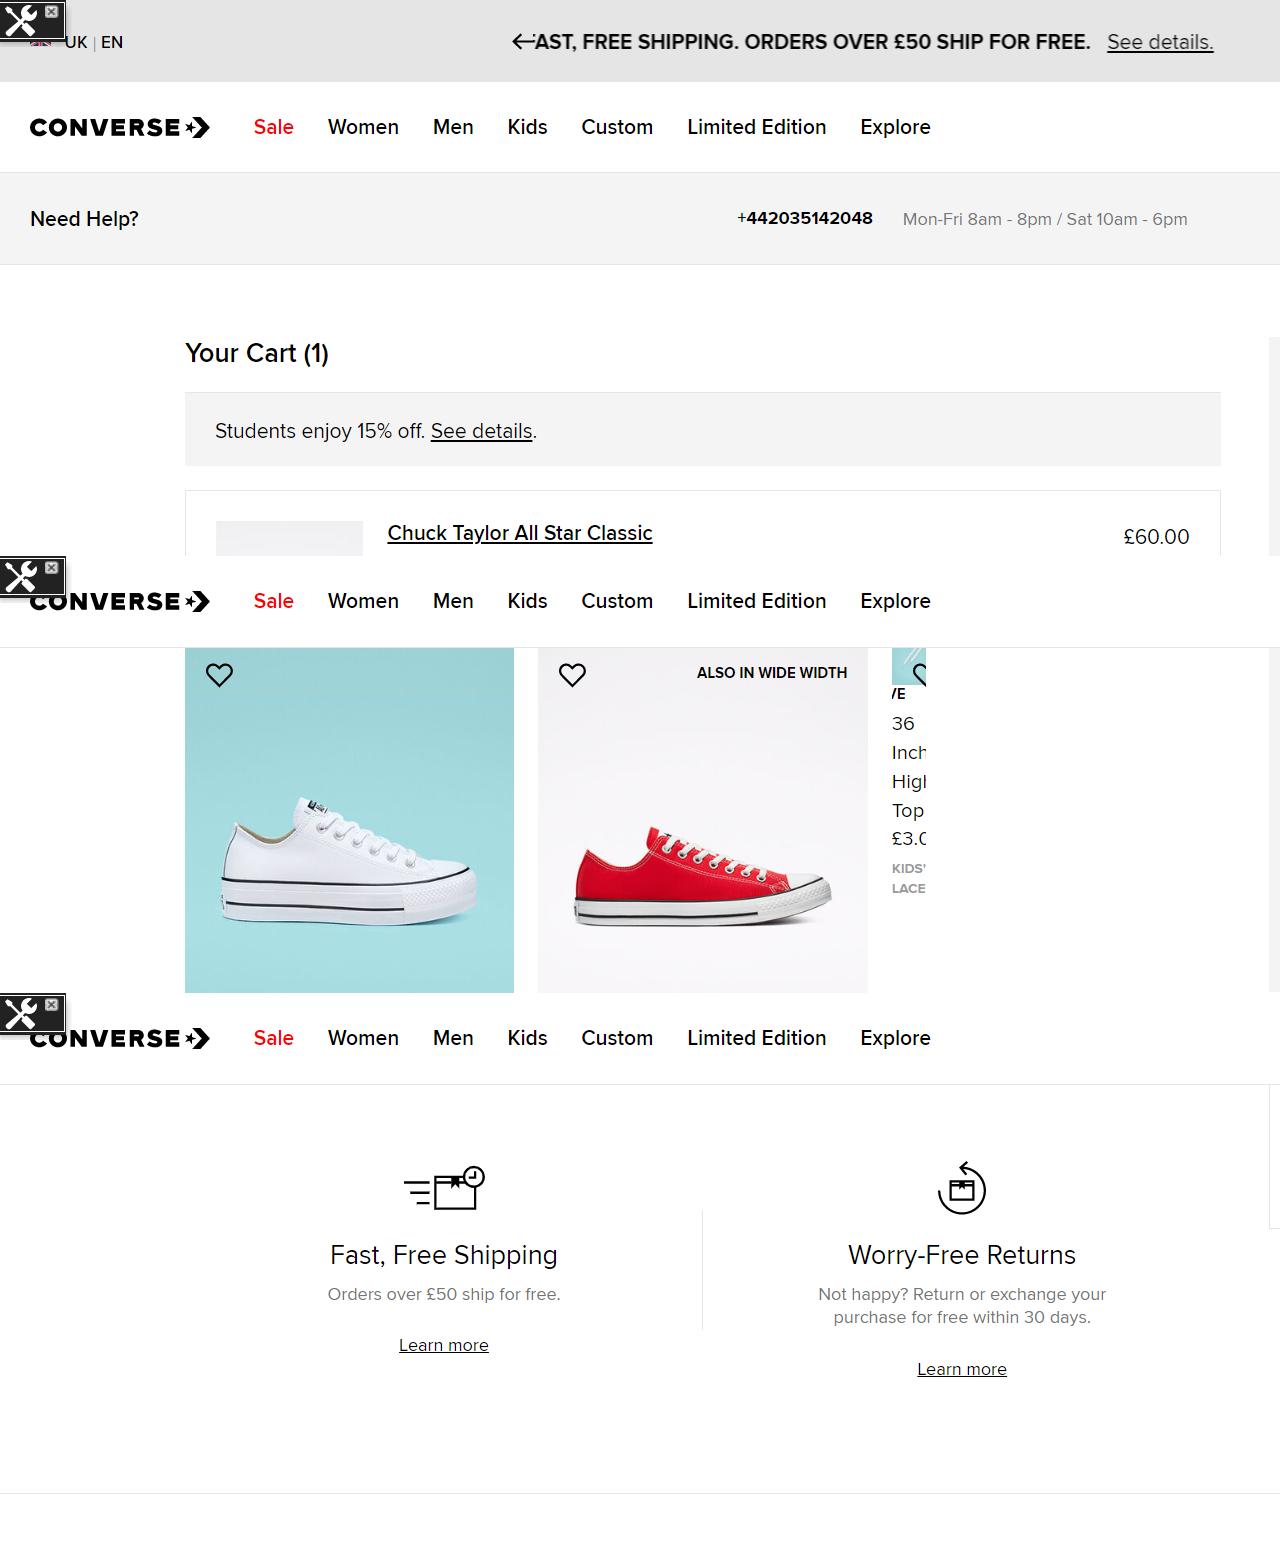 UK | EN
AST, FREE SHIPPING. ORDERS OVER £50 SHIP FOR FREE. See details.
CONVERSE Sale Women Men Kids Custom Limited Edition Explore
Need Help? +442035142048 Mon-Fri 8am - 8pm / Sat 10am - 6pm
Your Cart (1)
Students enjoy 15% off. See details.
Chuck Taylor All Star Classic £60.00
CONVERSE Sale Women Men Kids Custom Limited Edition Explore
ALSO IN WIDE WIDTH
VE
36
Inch
High
Top
£3.0
KIDS'
LACE
CONVERSE Sale Women Men Kids Custom Limited Edition Explore
Fast, Free Shipping
Orders over £50 ship for free.
Learn more
Worry-Free Returns
Not happy? Return or exchange your
purchase for free within 30 days.
Learn more